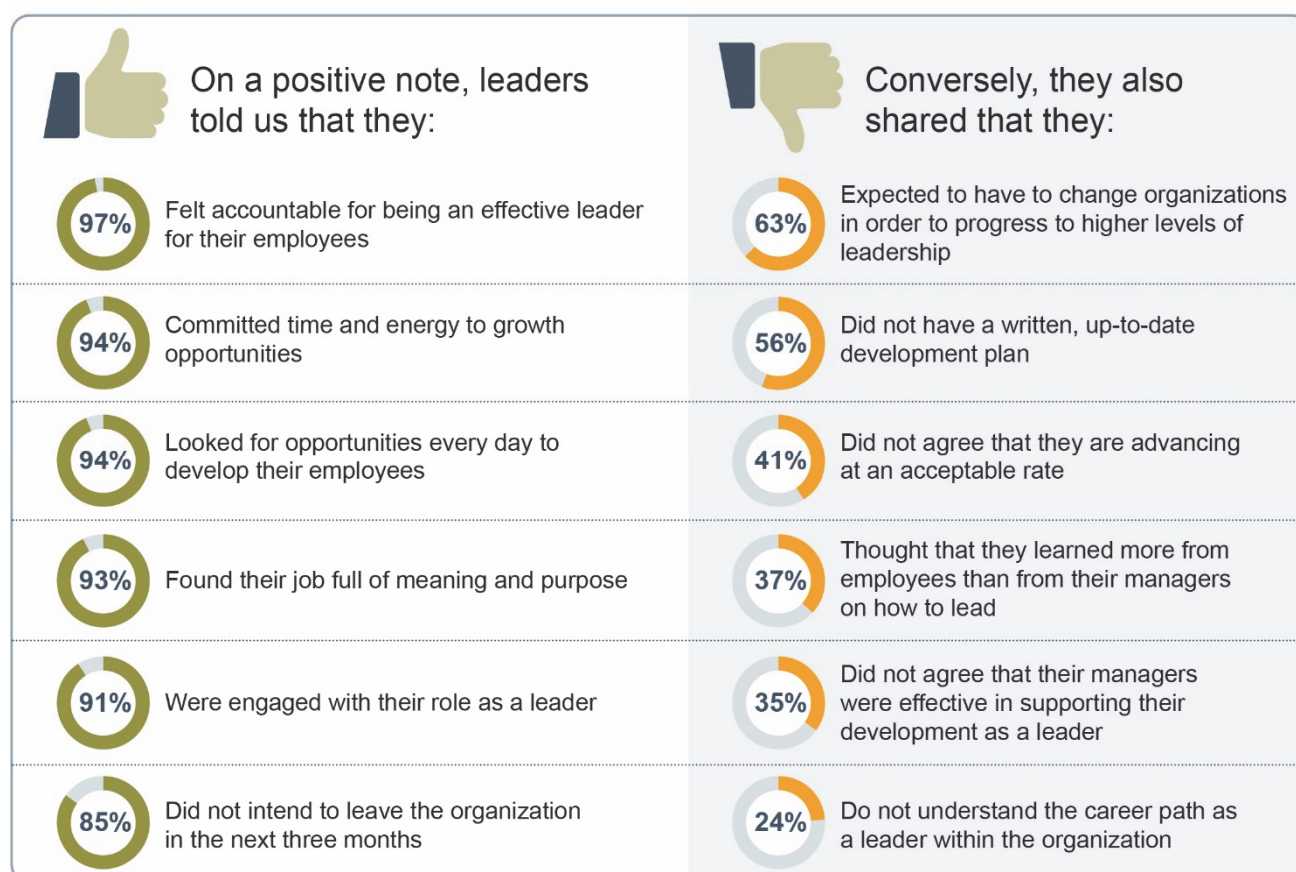 On a positive note, leaders
told us that they:
97%
Felt accountable for being an effective leader
for their employees
94%
Committed time and energy to growth
opportunities
94%
Looked for opportunities every day to
develop their employees
93%
Found their job full of meaning and purpose
91%
Were engaged with their role as a leader
85%
Did not intend to leave the organization
in the next three months
Conversely, they also
shared that they:
63%
Expected to have to change organizations
in order to progress to higher levels of
leadership
56%
Did not have a written, up-to-date
development plan
41%
Did not agree that they are advancing
at an acceptable rate
37%
Thought that they learned more from
employees than from their managers
on how to lead
35%
Did not agree that their managers
were effective in supporting their
development as a leader
24%
Do not understand the career path as
a leader within the organization